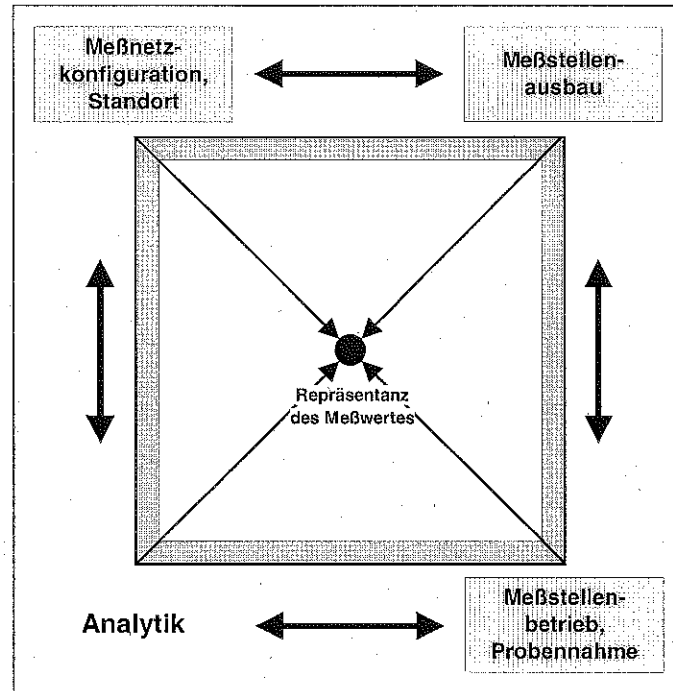 Meßnetz-
konfiguration,
Standort
Meßstellen-
ausbau
Repräsentanz
des Meßwertes
Analytik
Meßstellen-
betrieb,
Probennahme